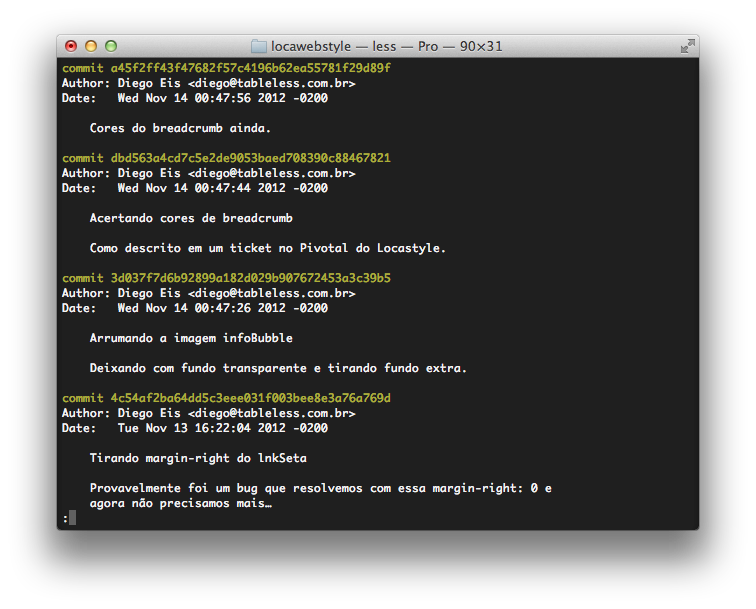 locawebstyle — less — Pro — 90×31
commit a45f2ff43f47682f57c4196b62ea55781f29d89f
Author: Diego Eis <diego@tableless.com.br>
Date:   Wed Nov 14 00:47:56 2012 -0200
Cores do breadcrumb ainda.
commit dbd563a4cd7c5e2de9053baed708390c88467821
Author: Diego Eis <diego@tableless.com.br>
Date:   Wed Nov 14 00:47:44 2012 -0200
Acertando cores de breadcrumb
Como descrito em um ticket no Pivotal do Locastyle.
commit 3d037f7d6b92899a182d029b907672453a3c39b5
Author: Diego Eis <diego@tableless.com.br>
Date:   Wed Nov 14 00:47:26 2012 -0200
Arrumando a imagem infoBubble
Deixando com fundo transparente e tirando fundo extra.
commit 4c54af2ba64dd5c3eee031f003bee8e3a76a769d
Author: Diego Eis <diego@tableless.com.br>
Date:   Tue Nov 13 16:22:04 2012 -0200
Tirando margin-right do lnkSeta
Provavelmente foi um bug que resolvemos com essa margin-right: 0 e
agora não precisamos mais…
: